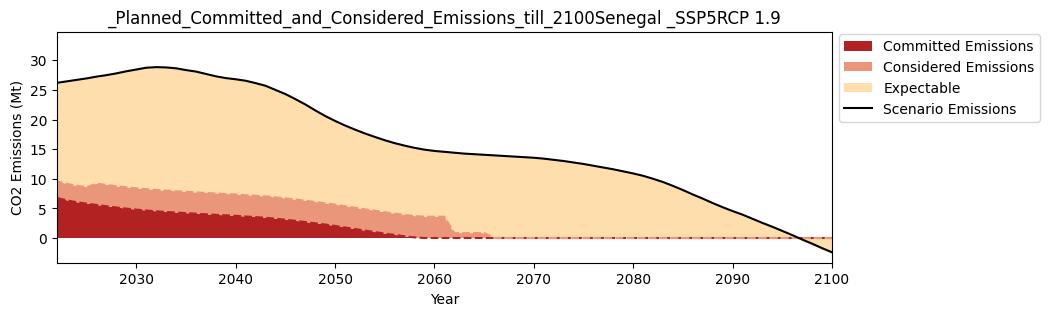 _Planned_Committed_and_Considered_Emissions_till_2100Senegal _SSP5RCP 1.9
CO2 Emissions (Mt)
30
25
20
15
10
5
0
2030 2040 2050 2060 2070 2080 2090 2100
Year
Committed Emissions
Considered Emissions
Expectable
Scenario Emissions